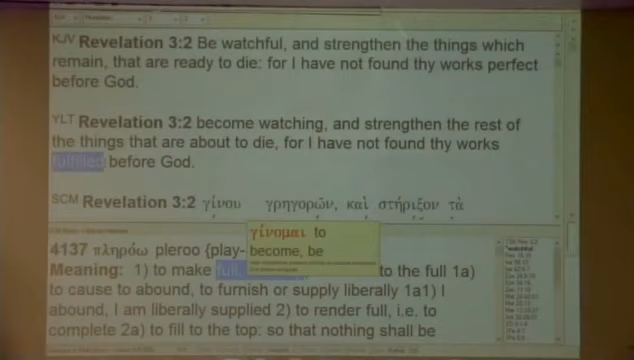 KJV Revelation 3:2 Be watchful, and strengthen the things which
remain, that are ready to die: for I have not found thy works perfect
before God.
YLT Revelation 3:2 become watching, and strengthen the rest of
the things that are about to die, for I have not found thy works
fulfilled before God.
SCM Revelation 3:2 γίνου γρηγορῶν, καὶ στήριξον τὰ
γίνομαι to
become, be
4137 πληρόω pleroo {play-
Meaning: 1) to make full, to the full 1a)
to cause to abound, to furnish or supply liberally 1a1) I
abound, I am liberally supplied 2) to render full, i.e. to
complete 2a) to fill to the top: so that nothing shall be